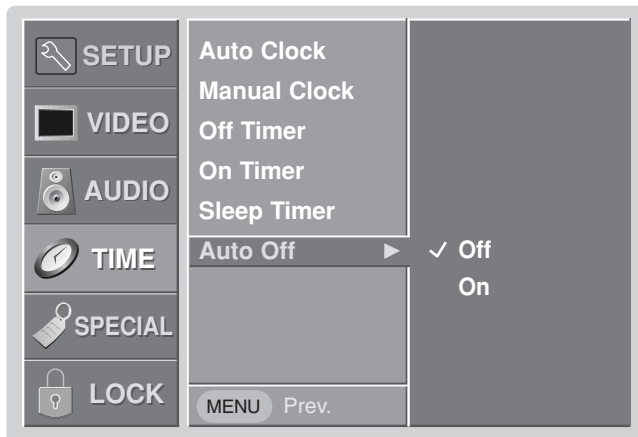 SETUP
VIDEO
AUDIO
TIME
SPECIAL
LOCK
Auto Clock
Manual Clock
Off Timer
On Timer
Sleep Timer
Auto Off
Off
On
MENU Prev.